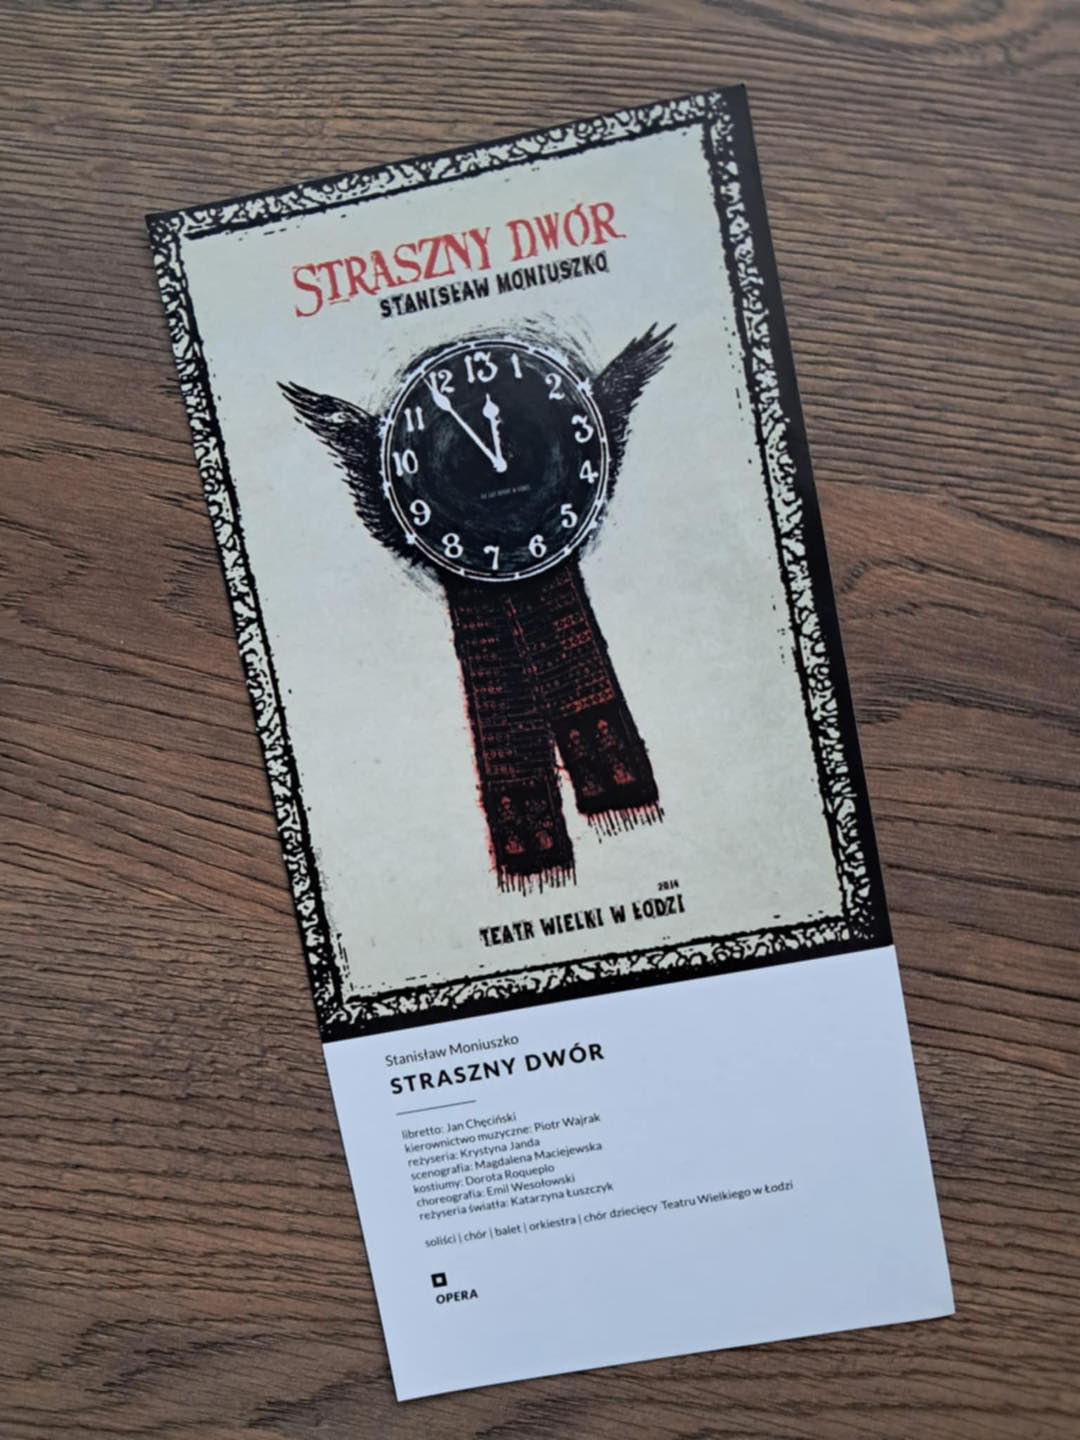 STRASZNY DWÓR
STANISŁAW MONIUSZKO
13
12
1
11
2
10
3
9
4
8
5
7
6
2014
TEATR WIELKI W ŁODZI
Stanisław Moniuszko
STRASZNY DWÓR
libretto: Jan Chęciński
kierownictwo muzyczne: Piotr Wajrak
reżyseria: Krystyna Janda
scenografia: Magdalena Maciejewska
kostiumy: Dorota Roqueplo
choreografia: Emil Wesołowski
reżyseria światła: Katarzyna Łuszczyk
soliści | chór | balet | orkiestra | chór dziecięcy Teatru Wielkiego w Łodzi
OPERA